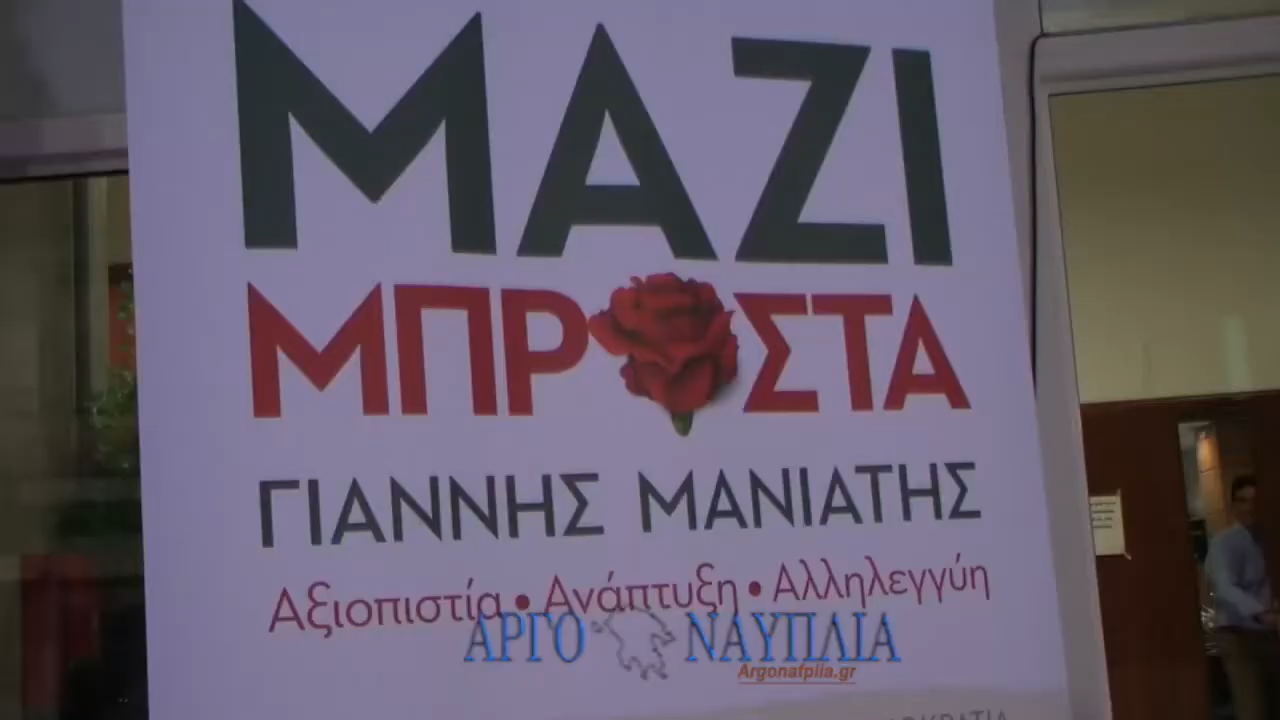 ΜΑΖΙ
ΜΠΡΟΣΤΑ
ΓΙΑΝΝΗΣ ΜΑΝΙΑΤΗΣ
Αξιοπιστία • Ανάπτυξη • Αλληλεγγύη
ΑΡΓΟ ΝΑΥΠΛΙΑ
Argonafplia.gr